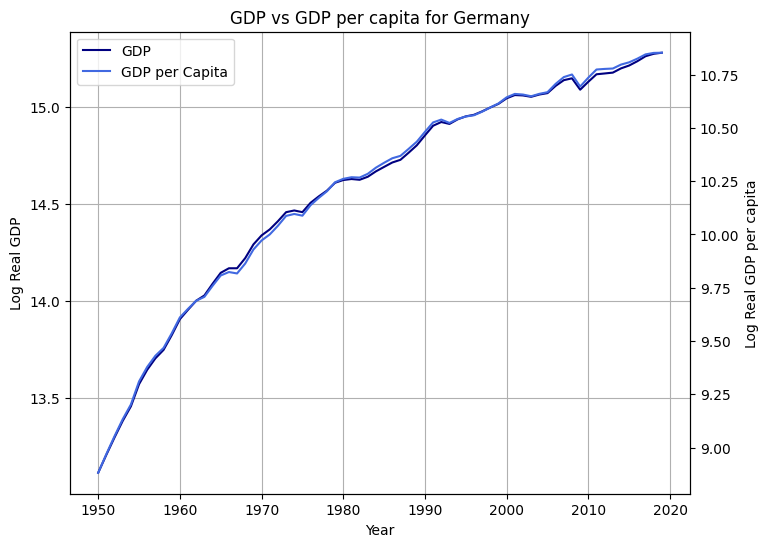 GDP vs GDP per capita for Germany
GDP
GDP per Capita
15.0
14.5
14.0
13.5
Log Real GDP
10.75
10.50
10.25
10.00
9.75
9.50
9.25
9.00
Log Real GDP per capita
1950 1960 1970 1980 1990 2000 2010 2020
Year